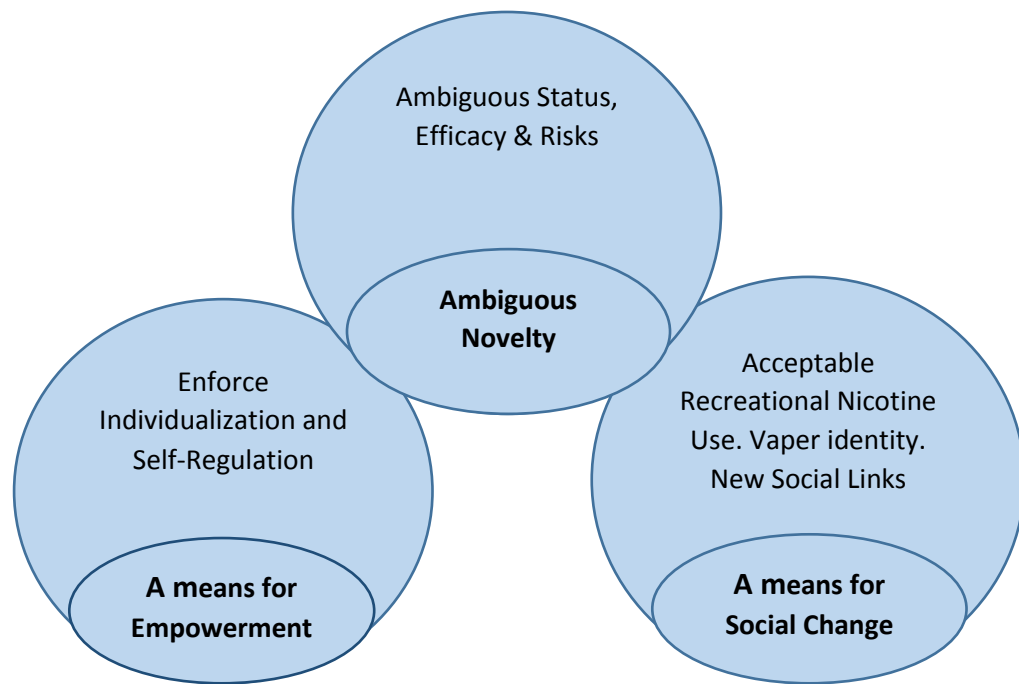 Ambiguous Status,
Efficacy & Risks
Ambiguous
Novelty
Enforce
Individualization and
Self-Regulation
A means for
Empowerment
Acceptable
Recreational Nicotine
Use. Vaper identity.
New Social Links
A means for
Social Change